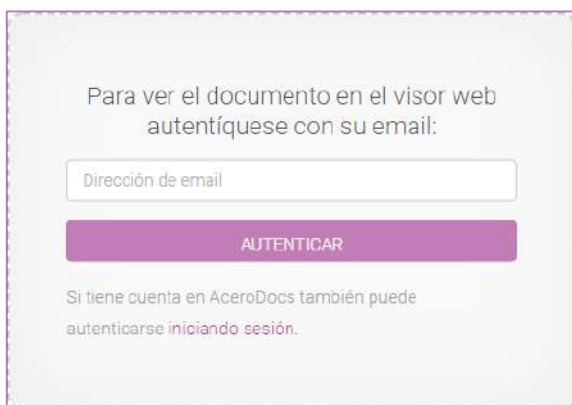 Para ver el documento en el visor web
autentíquese con su email:
Dirección de email
AUTENTICAR
Si tiene cuenta en AceroDocs también puede
autenticarse iniciando sesión.